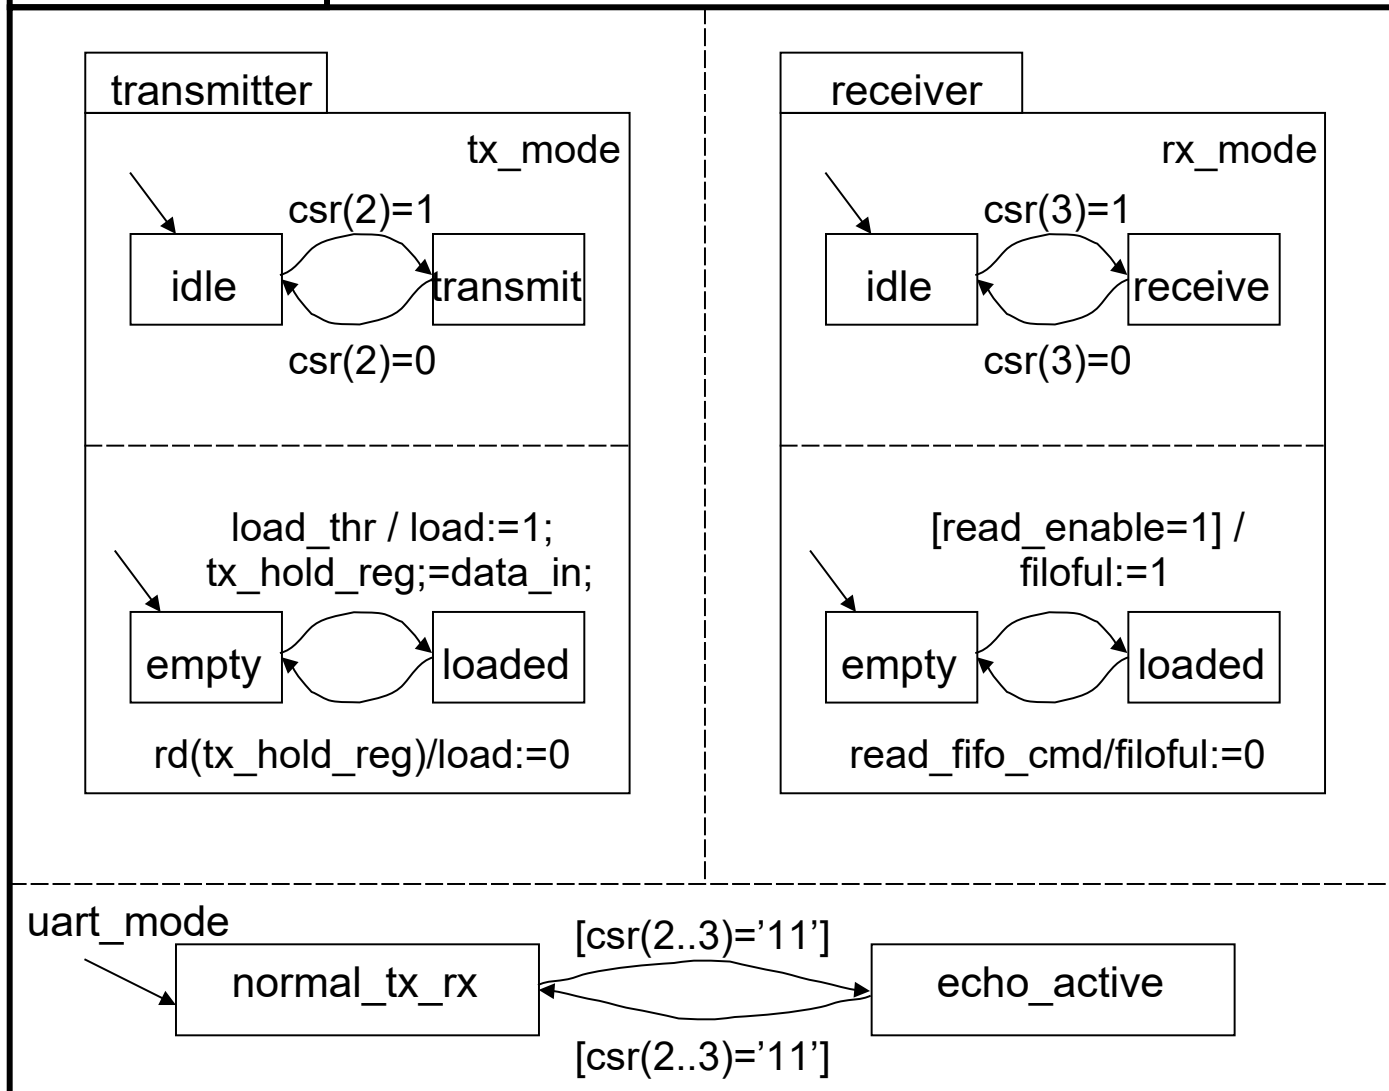 transmitter
tx_mode
csr(2)=1
idle
transmit
csr(2)=0
load_thr / load:=1;
tx_hold_reg;=data_in;
empty
loaded
rd(tx_hold_reg)/load:=0
receiver
rx_mode
csr(3)=1
idle
receive
csr(3)=0
[read_enable=1] /
filoful:=1
empty
loaded
read_fifo_cmd/filoful:=0
uart_mode
[csr(2..3)=’11’]
normal_tx_rx
echo_active
[csr(2..3)=’11’]